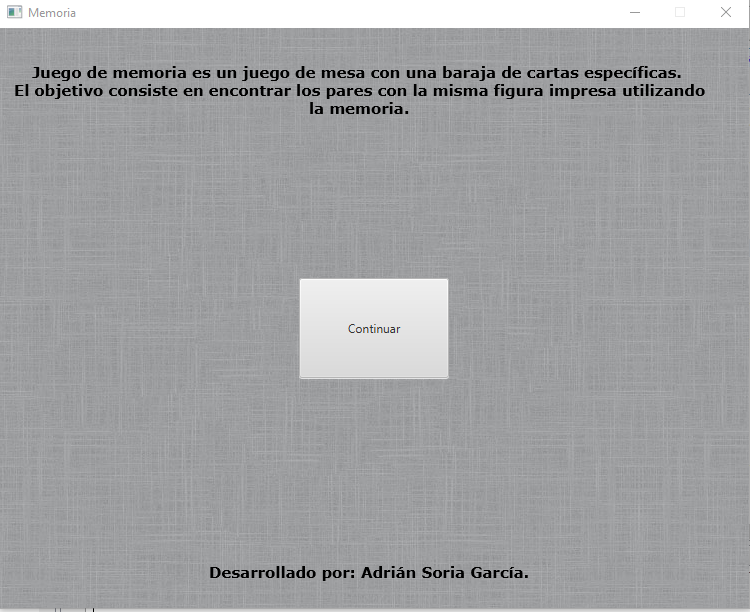 Memoria
Juego de memoria es un juego de mesa con una baraja de cartas específicas.
El objetivo consiste en encontrar los pares con la misma figura impresa utilizando
la memoria.
Continuar
Desarrollado por: Adrián Soria García.